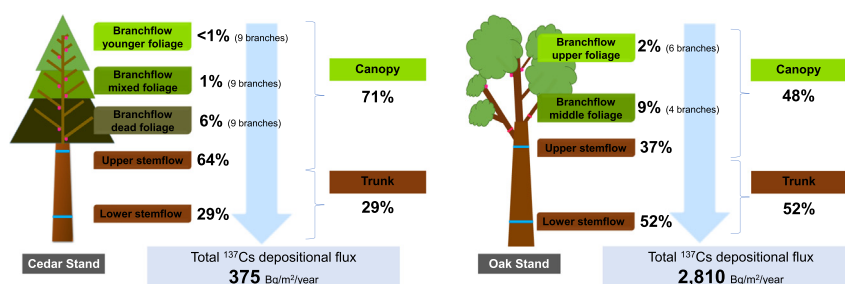 Branchflow
younger foliage
<1% (9 branches)
Branchflow
mixed foliage
1% (9 branches)
Branchflow
dead foliage
6% (9 branches)
Upper stemflow
64%
Lower stemflow
29%
Canopy
71%
Trunk
29%
Cedar Stand
Total ¹³⁷Cs depositional flux
375 Bq/m²/year
Branchflow
upper foliage
2% (6 branches)
Branchflow
middle foliage
9% (4 branches)
Upper stemflow
37%
Lower stemflow
52%
Canopy
48%
Trunk
52%
Oak Stand
Total ¹³⁷Cs depositional flux
2,810 Bq/m²/year